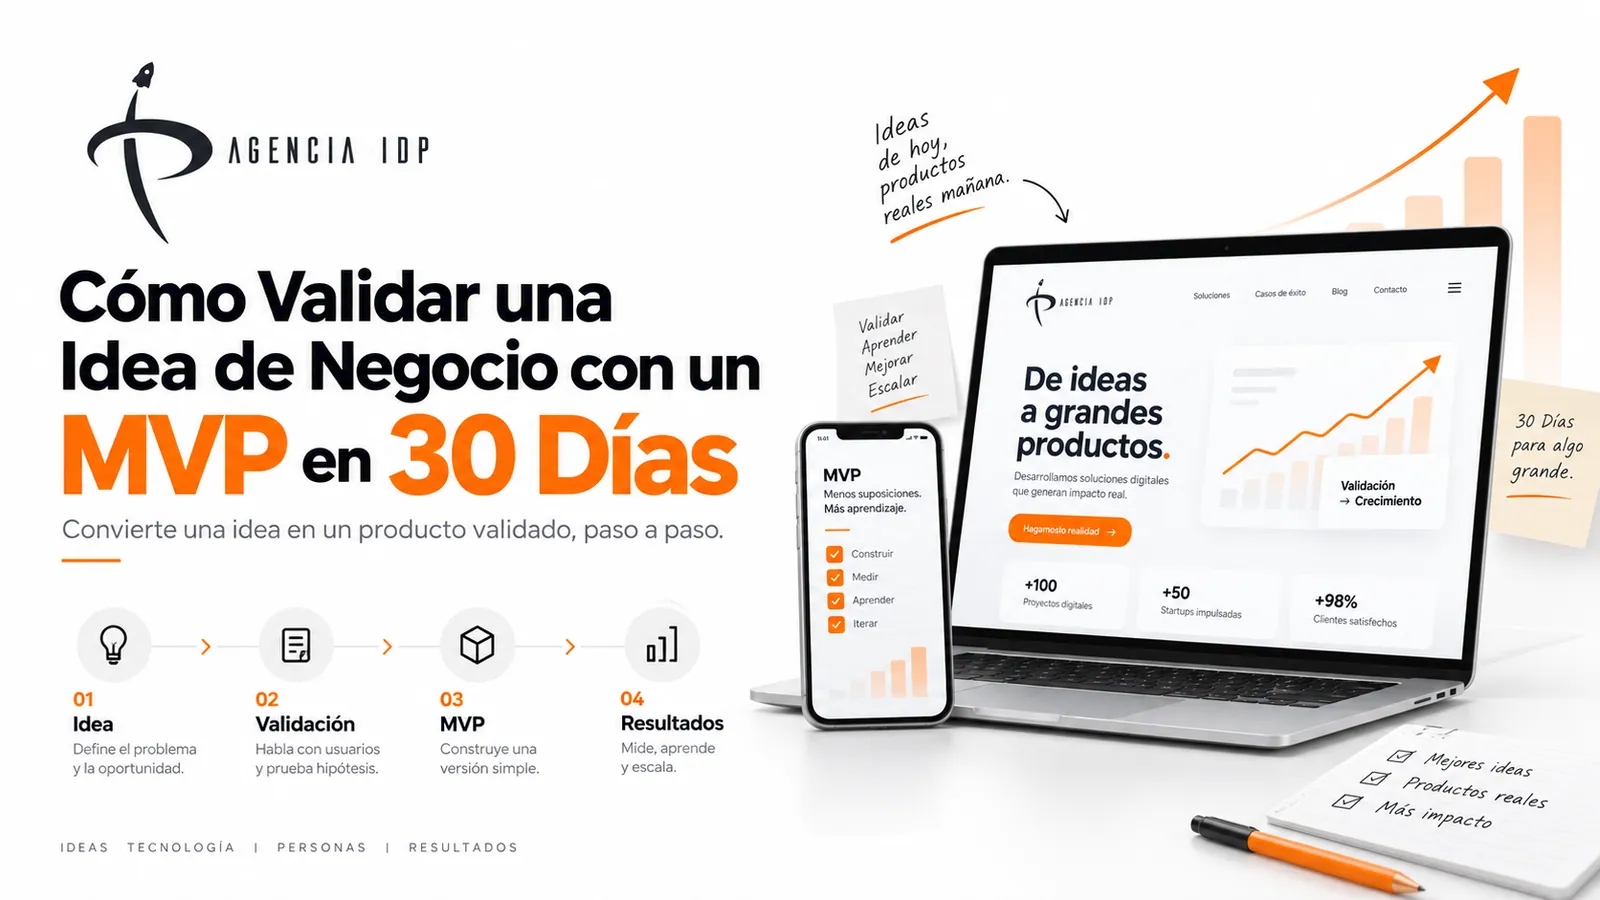 AGENCIA IDP
Cómo Validar una
Idea de Negocio con un
MVP en 30 Días
Convierte una idea en un producto validado, paso a paso.
01
Idea
Define el problema
y la oportunidad.
02
Validación
Habla con usuarios
y prueba hipótesis.
03
MVP
Construye una
versión simple.
04
Resultados
Mide, aprende
y escala.
IDEAS TECNOLOGÍA | PERSONAS | RESULTADOS
Ideas
de hoy,
productos
reales mañana.
Validar
Aprender
Mejorar
Escalar
11:01
MVP
Menos suposiciones.
Más aprendizaje.
Construir
Medir
Aprender
Iterar
AGENCIA IDP
Soluciones Casos de éxito Blog Contacto
De ideas
a grandes
productos.
Desarrollamos soluciones digitales
que generan impacto real.
Hagamoslo realidad →
Validación
→ Crecimiento
+100
Proyectos digitales
+50
Startups impulsadas
+98%
Clientes satisfechos
30 Días
para algo
grande.
Mejores ideas
Productos reales
Más impacto